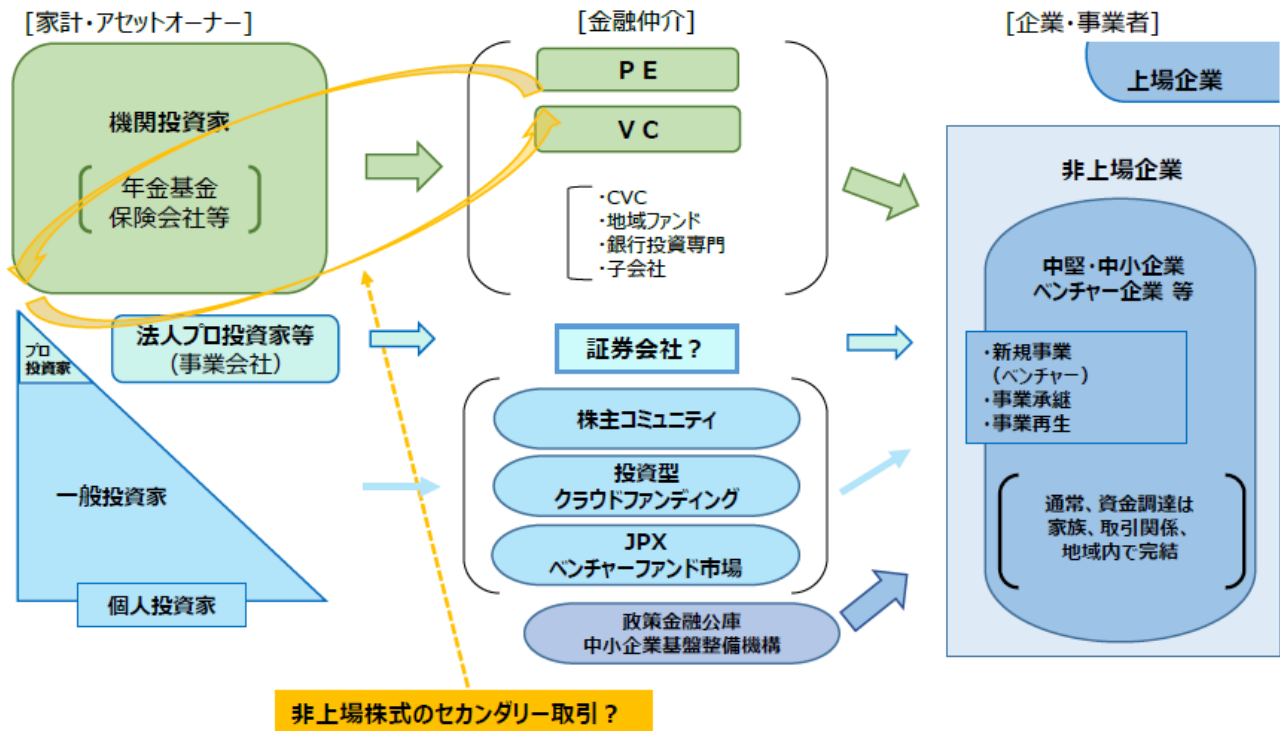 [家計・アセットオーナー]
[金融仲介]
[企業・事業者]
機関投資家
年金基金
保険会社等
プロ
投資家
法人プロ投資家等
(事業会社)
一般投資家
個人投資家
PE
VC
・CVC
・地域ファンド
・銀行投資専門
・子会社
証券会社?
株主コミュニティ
投資型
クラウドファンディング
JPX
ベンチャーファンド市場
政策金融公庫
中小企業基盤整備機構
上場企業
非上場企業
中堅・中小企業
ベンチャー企業 等
・新規事業
(ベンチャー)
・事業承継
・事業再生
通常、資金調達は
家族、取引関係、
地域内で完結
非上場株式のセカンダリー取引?